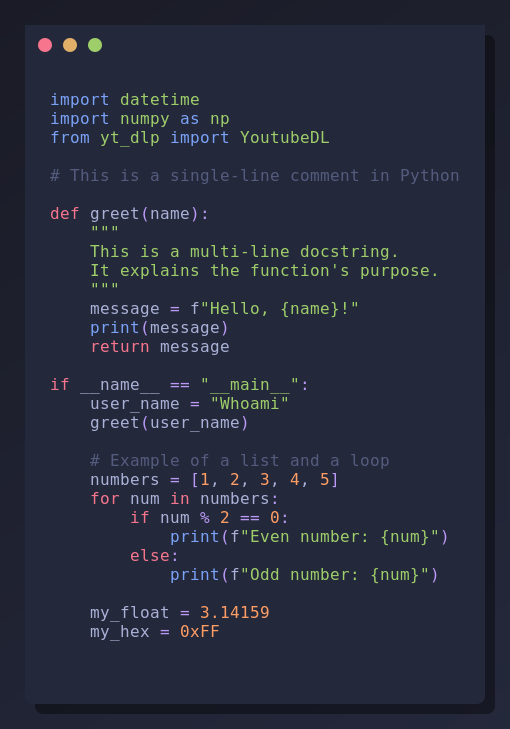 import datetime
import numpy as np
from yt_dlp import YoutubeDL

# This is a single-line comment in Python

def greet(name):
    """
    This is a multi-line docstring.
    It explains the function's purpose.
    """
    message = f"Hello, {name}!"
    print(message)
    return message

if __name__ == "__main__":
    user_name = "Whoami"
    greet(user_name)

    # Example of a list and a loop
    numbers = [1, 2, 3, 4, 5]
    for num in numbers:
        if num % 2 == 0:
            print(f"Even number: {num}")
        else:
            print(f"Odd number: {num}")

    my_float = 3.14159
    my_hex = 0xFF